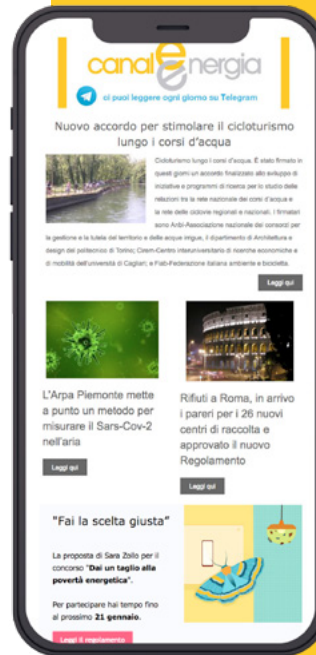 canale energia
ci puoi leggere ogni giorno su Telegram
Nuovo accordo per stimolare il cicloturismo
lungo i corsi d'acqua
Cicloturismo lungo i corsi d'acqua. È stato firmato in
questi giorni un accordo finalizzato allo sviluppo di
iniziative e programmi di ricerca per lo studio delle
relazioni tra la rete nazionale dei corsi d'acqua e
la rete delle ciclovie regionali e nazionali. I firmatari
sono Anbi-Associazione nazionale dei consorzi per
la gestione e la tutela del territorio e delle acque irrigue, il dipartimento di Architettura e
design del politecnico di Torino; Cirem-Centro interuniversitario di ricerche economiche e
di mobilità dell'università di Cagliari, e Fiab-Federazione italiana ambiente e bicicletta.
Leggi qui
L'Arpa Piemonte mette
a punto un metodo per
misurare il Sars-Cov-2
nell'aria
Leggi qui
Rifiuti a Roma, in arrivo
i pareri per i 26 nuovi
centri di raccolta e
approvato il nuovo
Regolamento
Leggi qui
"Fai la scelta giusta"
La proposta di Sara Zollo per il
concorso "Dai un taglio alla
povertà energetica".
Per partecipare hai tempo fino
al prossimo 21 gennaio.
Leggi il regolamento